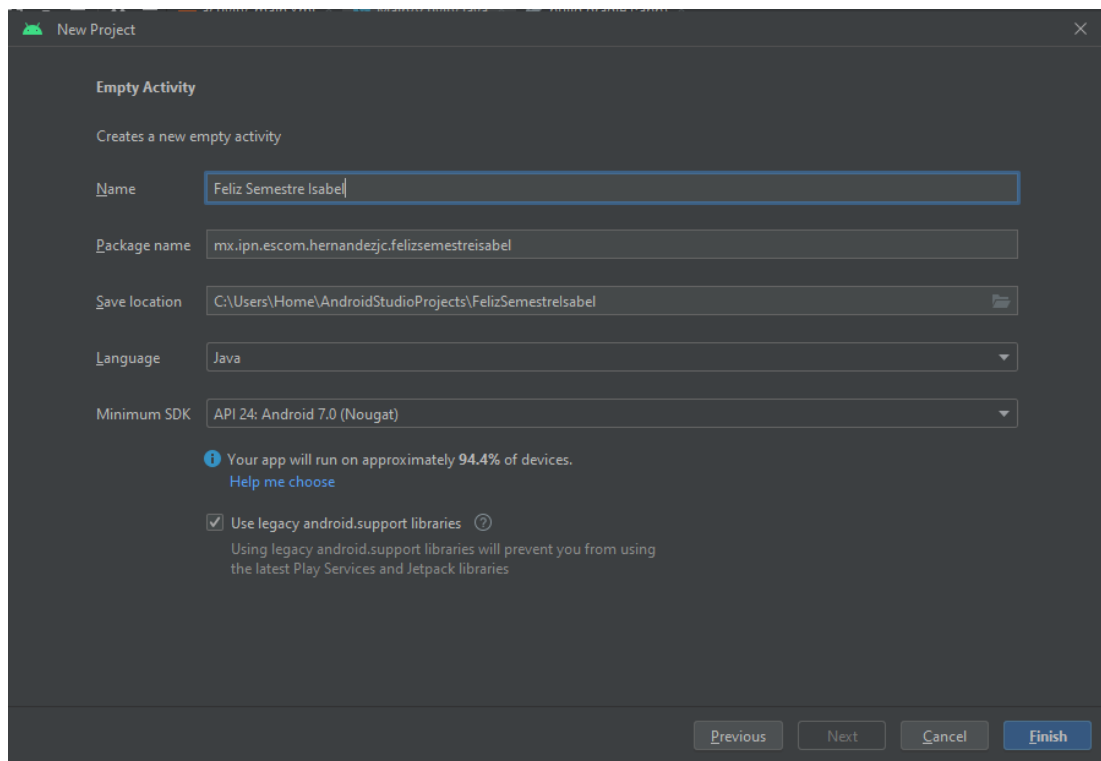 New Project
Empty Activity
Creates a new empty activity
Name Feliz Semestre Isabel
Package name mx.ipn.escom.hernandezjc.felizsemestreisabel
Save location C:\Users\Home\AndroidStudioProjects\FelizSemestreIsabel
Language Java
Minimum SDK API 24: Android 7.0 (Nougat)
Your app will run on approximately 94.4% of devices.
Help me choose
Use legacy android.support libraries
Using legacy android.support libraries will prevent you from using
the latest Play Services and Jetpack libraries
Previous Next Cancel Finish